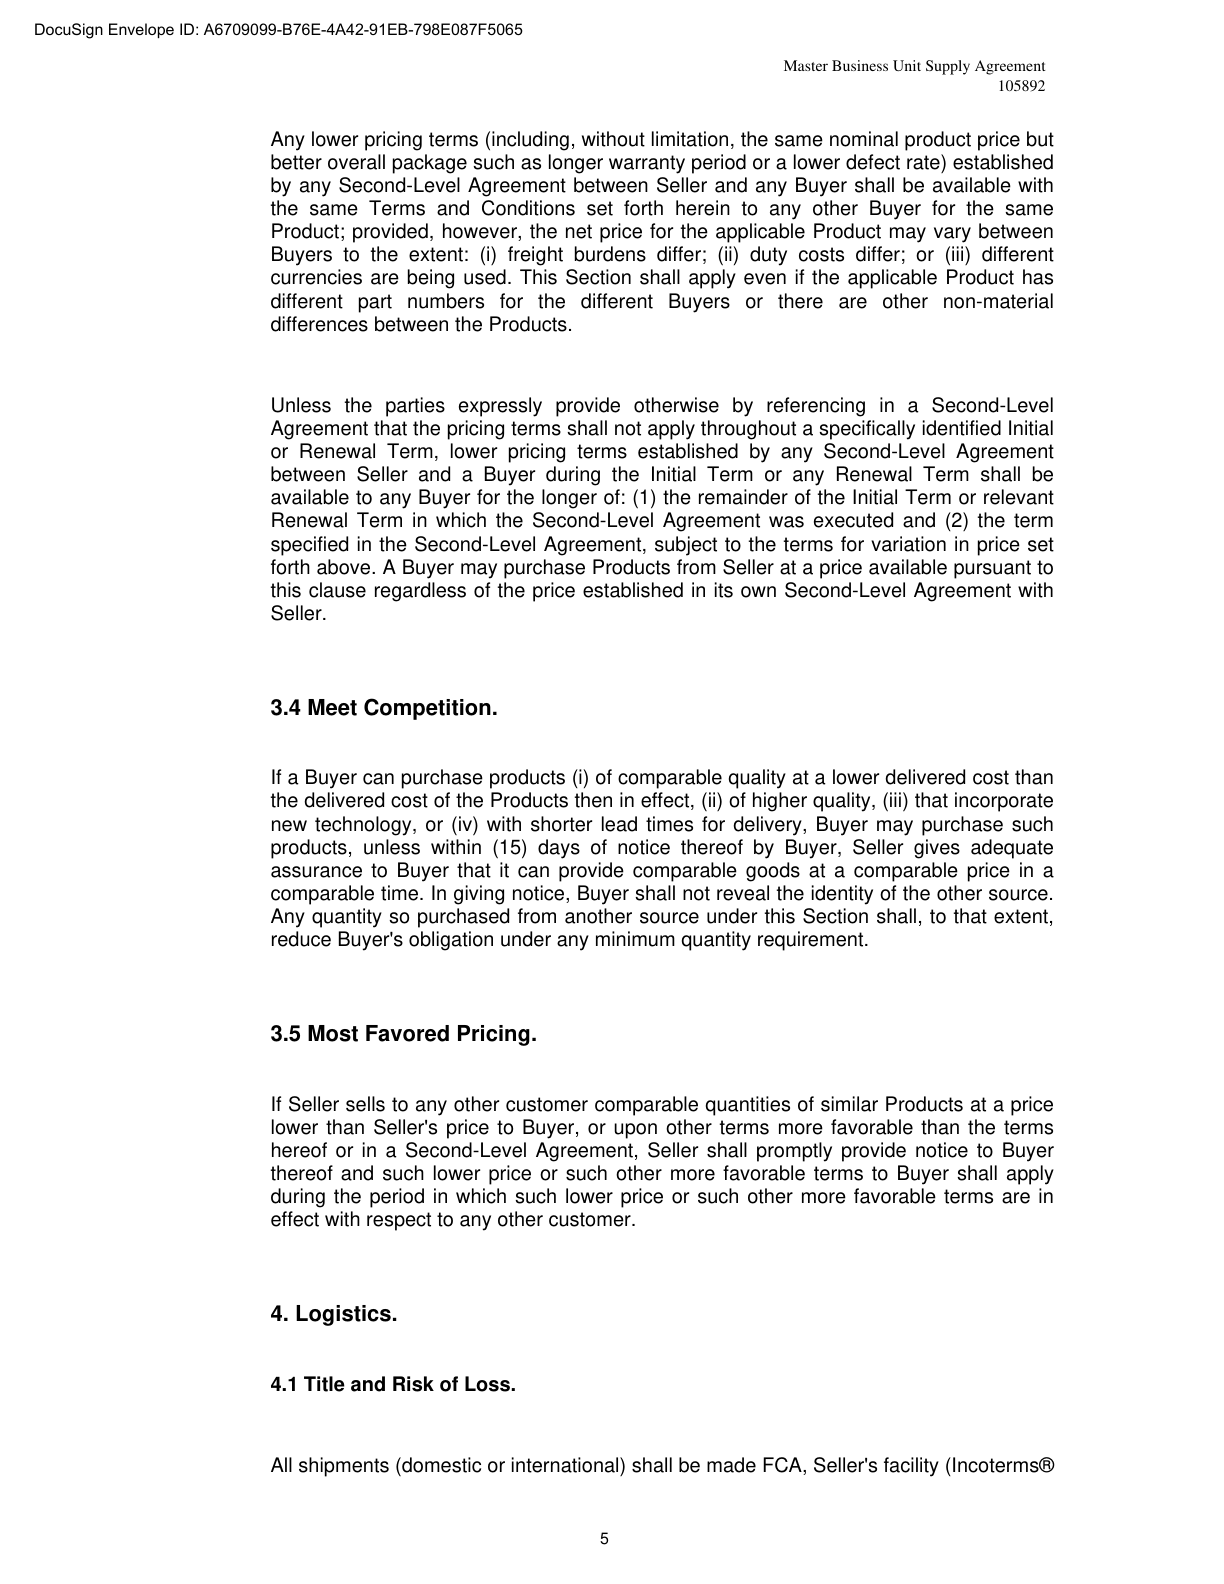 DocuSign Envelope ID: A6709099-B76E-4A42-91EB-798E087F5065
Master Business Unit Supply Agreement
105892
Any lower pricing terms (including, without limitation, the same nominal product price but
better overall package such as longer warranty period or a lower defect rate) established
by any Second-Level Agreement between Seller and any Buyer shall be available with
the same Terms and Conditions set forth herein to any other Buyer for the same
Product; provided, however, the net price for the applicable Product may vary between
Buyers to the extent: (i) freight burdens differ; (ii) duty costs differ; or (iii) different
currencies are being used. This Section shall apply even if the applicable Product has
different part numbers for the different Buyers or there are other non-material
differences between the Products.
Unless the parties expressly provide otherwise by referencing in a Second-Level
Agreement that the pricing terms shall not apply throughout a specifically identified Initial
or Renewal Term, lower pricing terms established by any Second-Level Agreement
between Seller and a Buyer during the Initial Term or any Renewal Term shall be
available to any Buyer for the longer of: (1) the remainder of the Initial Term or relevant
Renewal Term in which the Second-Level Agreement was executed and (2) the term
specified in the Second-Level Agreement, subject to the terms for variation in price set
forth above. A Buyer may purchase Products from Seller at a price available pursuant to
this clause regardless of the price established in its own Second-Level Agreement with
Seller.
3.4 Meet Competition.
If a Buyer can purchase products (i) of comparable quality at a lower delivered cost than
the delivered cost of the Products then in effect, (ii) of higher quality, (iii) that incorporate
new technology, or (iv) with shorter lead times for delivery, Buyer may purchase such
products, unless within (15) days of notice thereof by Buyer, Seller gives adequate
assurance to Buyer that it can provide comparable goods at a comparable price in a
comparable time. In giving notice, Buyer shall not reveal the identity of the other source.
Any quantity so purchased from another source under this Section shall, to that extent,
reduce Buyer's obligation under any minimum quantity requirement.
3.5 Most Favored Pricing.
If Seller sells to any other customer comparable quantities of similar Products at a price
lower than Seller's price to Buyer, or upon other terms more favorable than the terms
hereof or in a Second-Level Agreement, Seller shall promptly provide notice to Buyer
thereof and such lower price or such other more favorable terms to Buyer shall apply
during the period in which such lower price or such other more favorable terms are in
effect with respect to any other customer.
4. Logistics.
4.1 Title and Risk of Loss.
All shipments (domestic or international) shall be made FCA, Seller's facility (Incoterms®
5